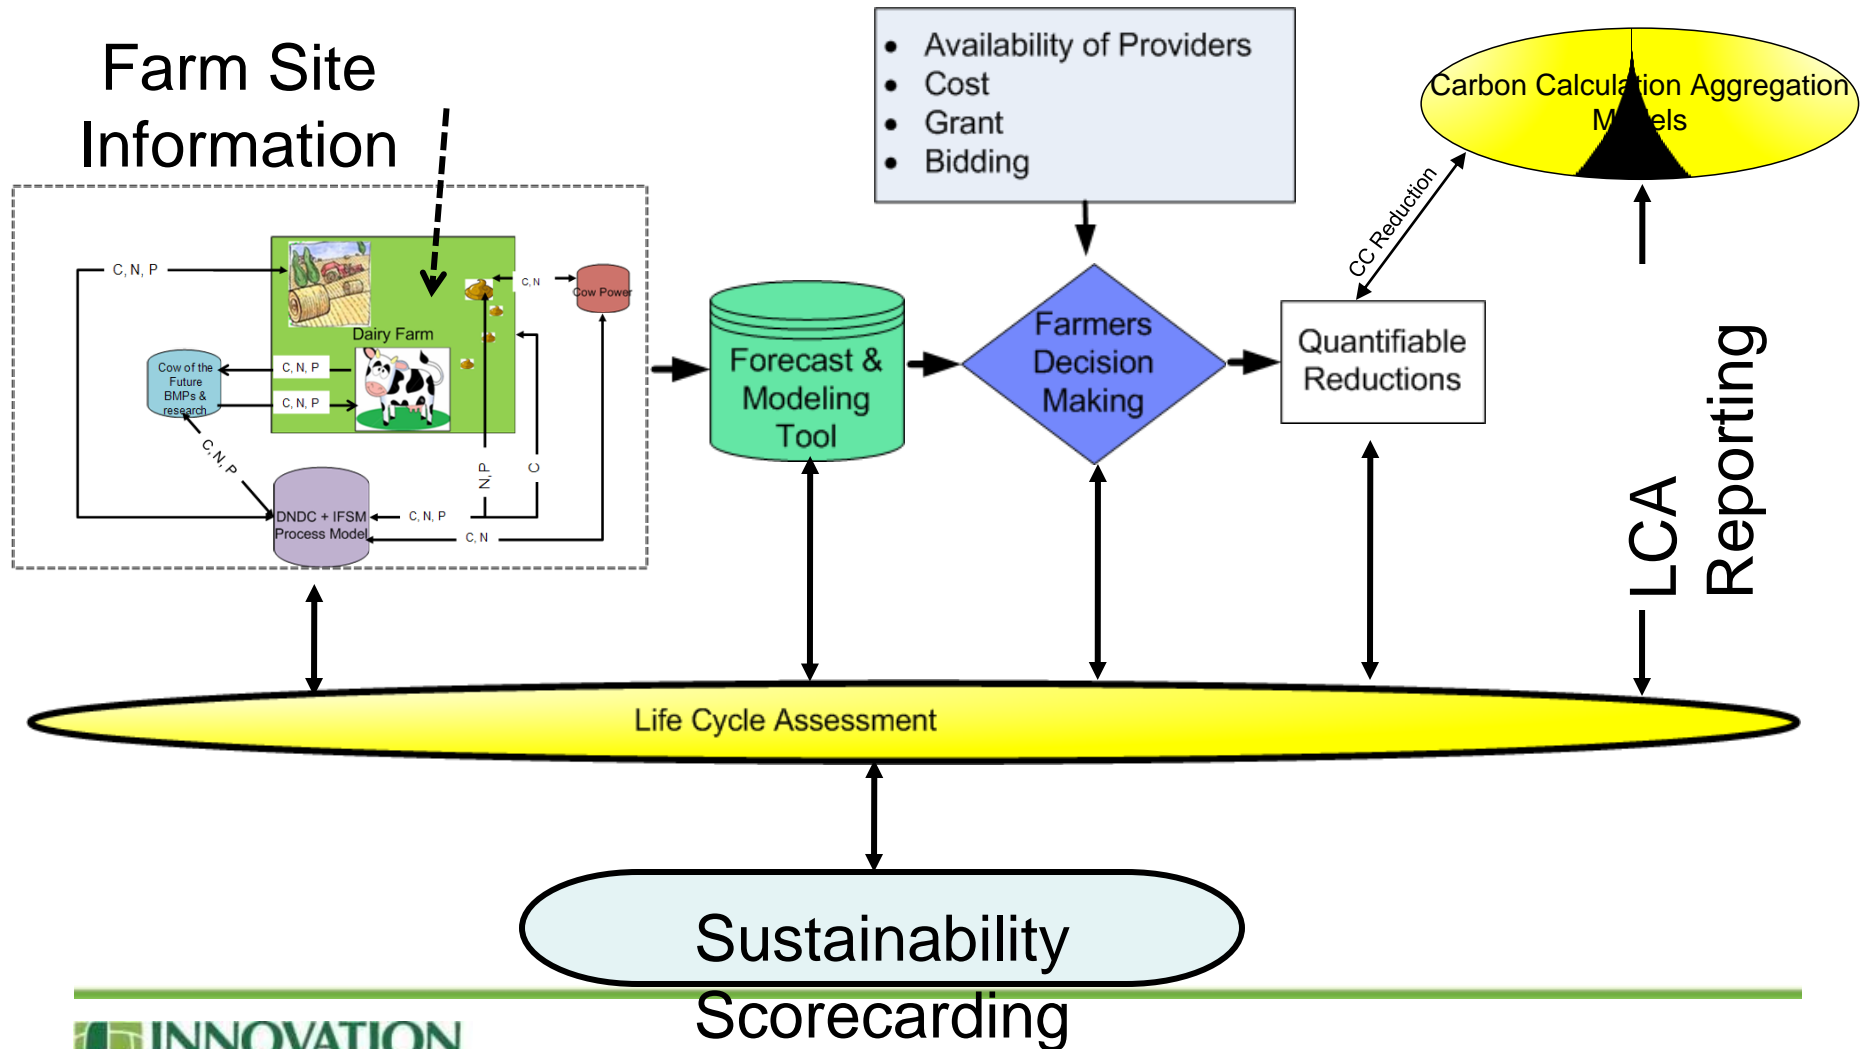 Farm Site
Information
• Availability of Providers
• Cost
• Grant
• Bidding
Carbon Calculation Aggregation
CC Reduction
C, N, P
C, N
Cow Power
Dairy Farm
Cow of the
Future
BMPs &
research
C, N, P
C, N, P
C, N, P
N,P
C
DNDC + IFSM
Process Model
C, N, P
C, N
Forecast &
Modeling
Tool
Farmers
Decision
Making
Quantifiable
Reductions
LCA
Reporting
Life Cycle Assessment
Sustainability
Scorecarding
INNOVATION